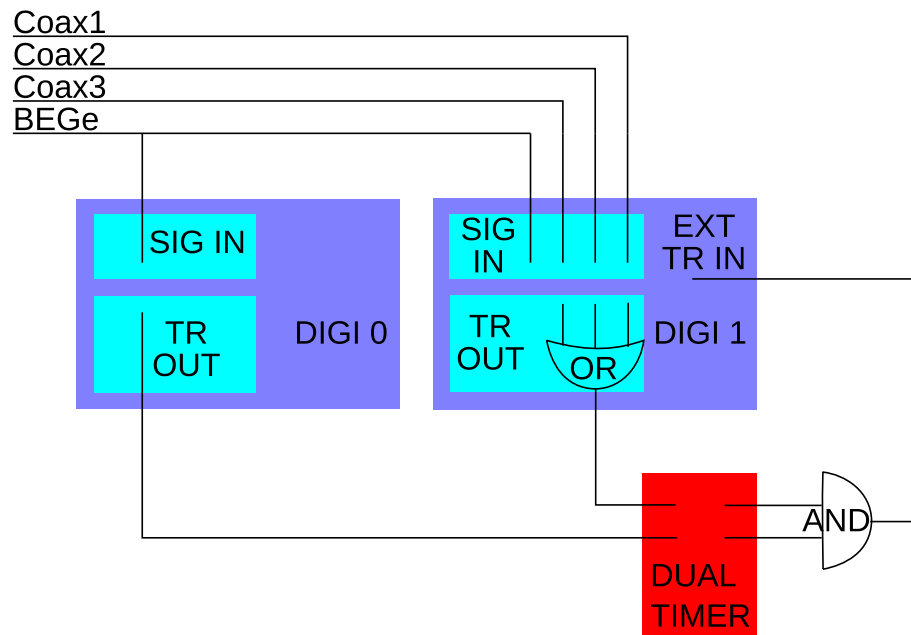 Coax1
Coax2
Coax3
BEGe
SIG IN
TR
OUT
DIGI 0
SIG
IN
EXT
TR IN
TR
OUT
OR
DIGI 1
AND
DUAL
TIMER